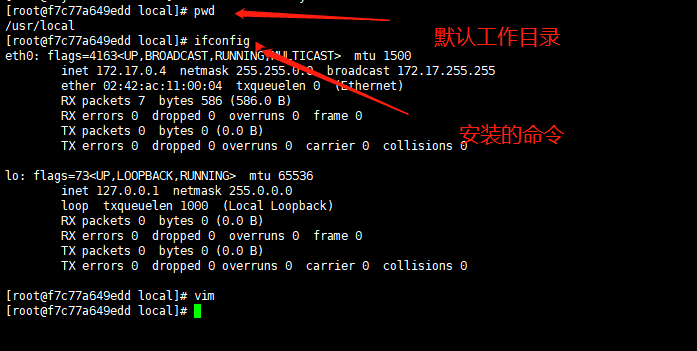 [root@f7c77a649edd local]# pwd
默认工作目录
/usr/local
[root@f7c77a649edd local]# ifconfig
eth0: flags=4163<UP,BROADCAST,RUNNING,MULTICAST>  mtu 1500
        inet 172.17.0.4  netmask 255.255.0.0  broadcast 172.17.255.255
        ether 02:42:ac:11:00:04  txqueuelen 0  (Ethernet)
        RX packets 7  bytes 586 (586.0 B)
        RX errors 0  dropped 0  overruns 0  frame 0
安装的命令
        TX packets 0  bytes 0 (0.0 B)
        TX errors 0  dropped 0 overruns 0  carrier 0  collisions 0
lo: flags=73<UP,LOOPBACK,RUNNING>  mtu 65536
        inet 127.0.0.1  netmask 255.0.0.0
        loop  txqueuelen 1000  (Local Loopback)
        RX packets 0  bytes 0 (0.0 B)
        RX errors 0  dropped 0  overruns 0  frame 0
        TX packets 0  bytes 0 (0.0 B)
        TX errors 0  dropped 0 overruns 0  carrier 0  collisions 0
[root@f7c77a649edd local]# vim
[root@f7c77a649edd local]#